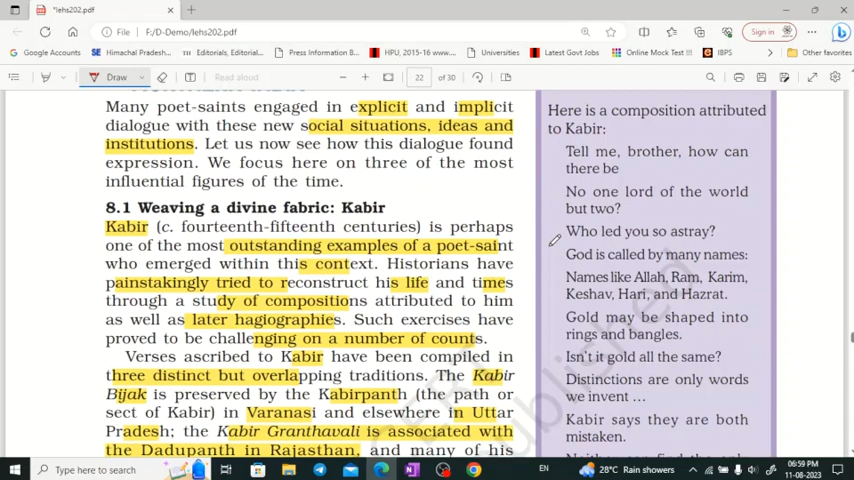 *lehs202.pdf
File | F:/D-Demo/lehs202.pdf
Sign in
Google
Himachal Pradesh...
Editorials, Editorial...
Press Information B...
HPU, 2015-16 www....
Universities
Latest Govt Jobs
Online Mock Test I...
IBPS
Other favorites
Draw
Read aloud
22 of 30
Many poet-saints engaged in explicit and implicit
dialogue with these new social situations, ideas and
institutions. Let us now see how this dialogue found
expression. We focus here on three of the most
influential figures of the time.
8.1 Weaving a divine fabric: Kabir
Kabir (c. fourteenth-fifteenth centuries) is perhaps
one of the most outstanding examples of a poet-saint
who emerged within this context. Historians have
painstakingly tried to reconstruct his life and times
through a study of compositions attributed to him
as well as later hagiographies. Such exercises have
proved to be challenging on a number of counts.
Verses ascribed to Kabir have been compiled in
three distinct but overlapping traditions. The Kabir
Bijak is preserved by the Kabirpanth (the path or
sect of Kabir) in Varanasi and elsewhere in Uttar
Pradesh; the Kabir Granthavali is associated with
the Dadupanth in Rajasthan, and many of his
Here is a composition attributed
to Kabir:
Tell me, brother, how can
there be
No one lord of the world
but two?
Who led you so astray?
God is called by many names:
Names like Allah, Ram, Karim,
Keshav, Hari, and Hazrat.
Gold may be shaped into
rings and bangles.
Isn't it gold all the same?
Distinctions are only words
we invent ...
Kabir says they are both
mistaken.
Type here to search
EN
28°C Rain showers
06:59 PM
11-08-2023